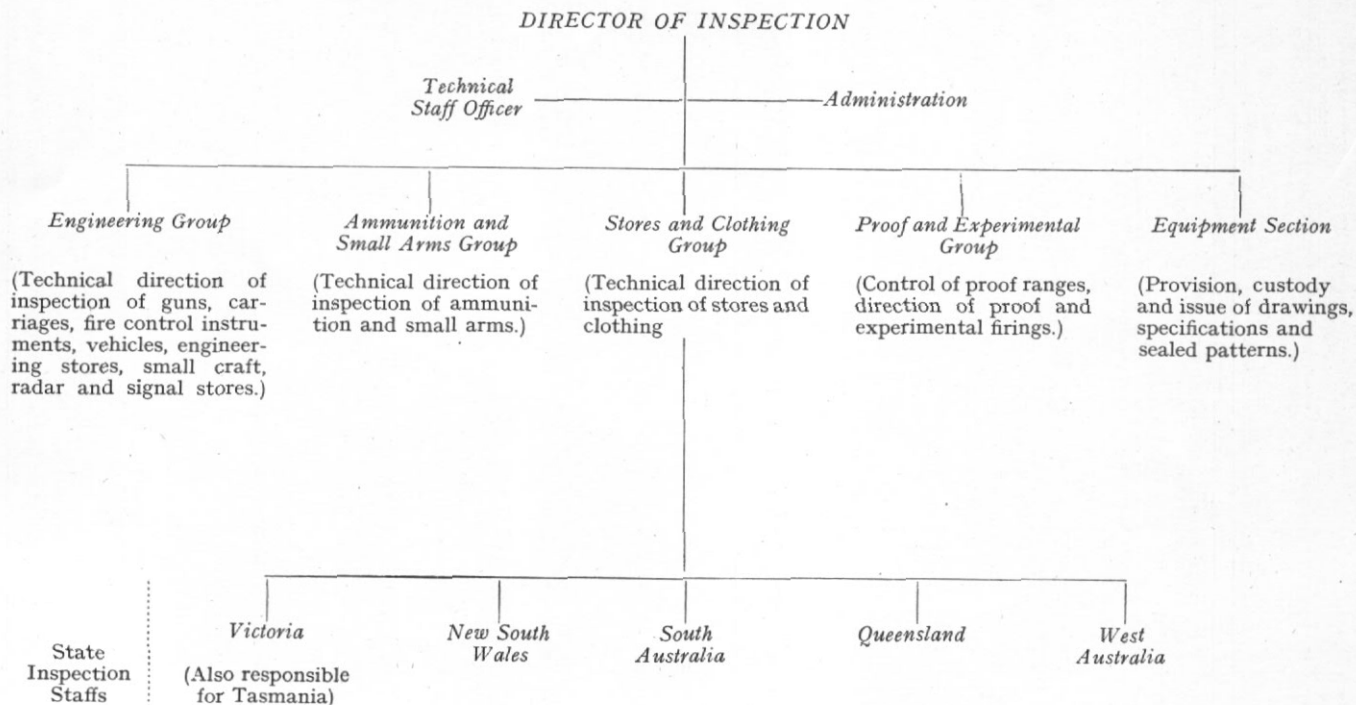 DIRECTOR OF INSPECTION
Technical
Staff Officer
Administration
Engineering Group
(Technical direction of
inspection of guns, car-
riages, fire control instru-
ments, vehicles, engineer-
ing stores, small craft,
radar and signal stores.)
Ammunition and
Small Arms Group
(Technical direction of
inspection of ammuni-
tion and small arms.)
Stores and Clothing
Group
(Technical direction of
inspection of stores and
clothing
Proof and Experimental
Group
(Control of proof ranges,
direction of proof and
experimental firings.)
Equipment Section
(Provision, custody
and issue of drawings,
specifications and
sealed patterns.)
State
Inspection
Staffs
Victoria
(Also responsible
for Tasmania)
New South
Wales
South
Australia
Queensland
West
Australia